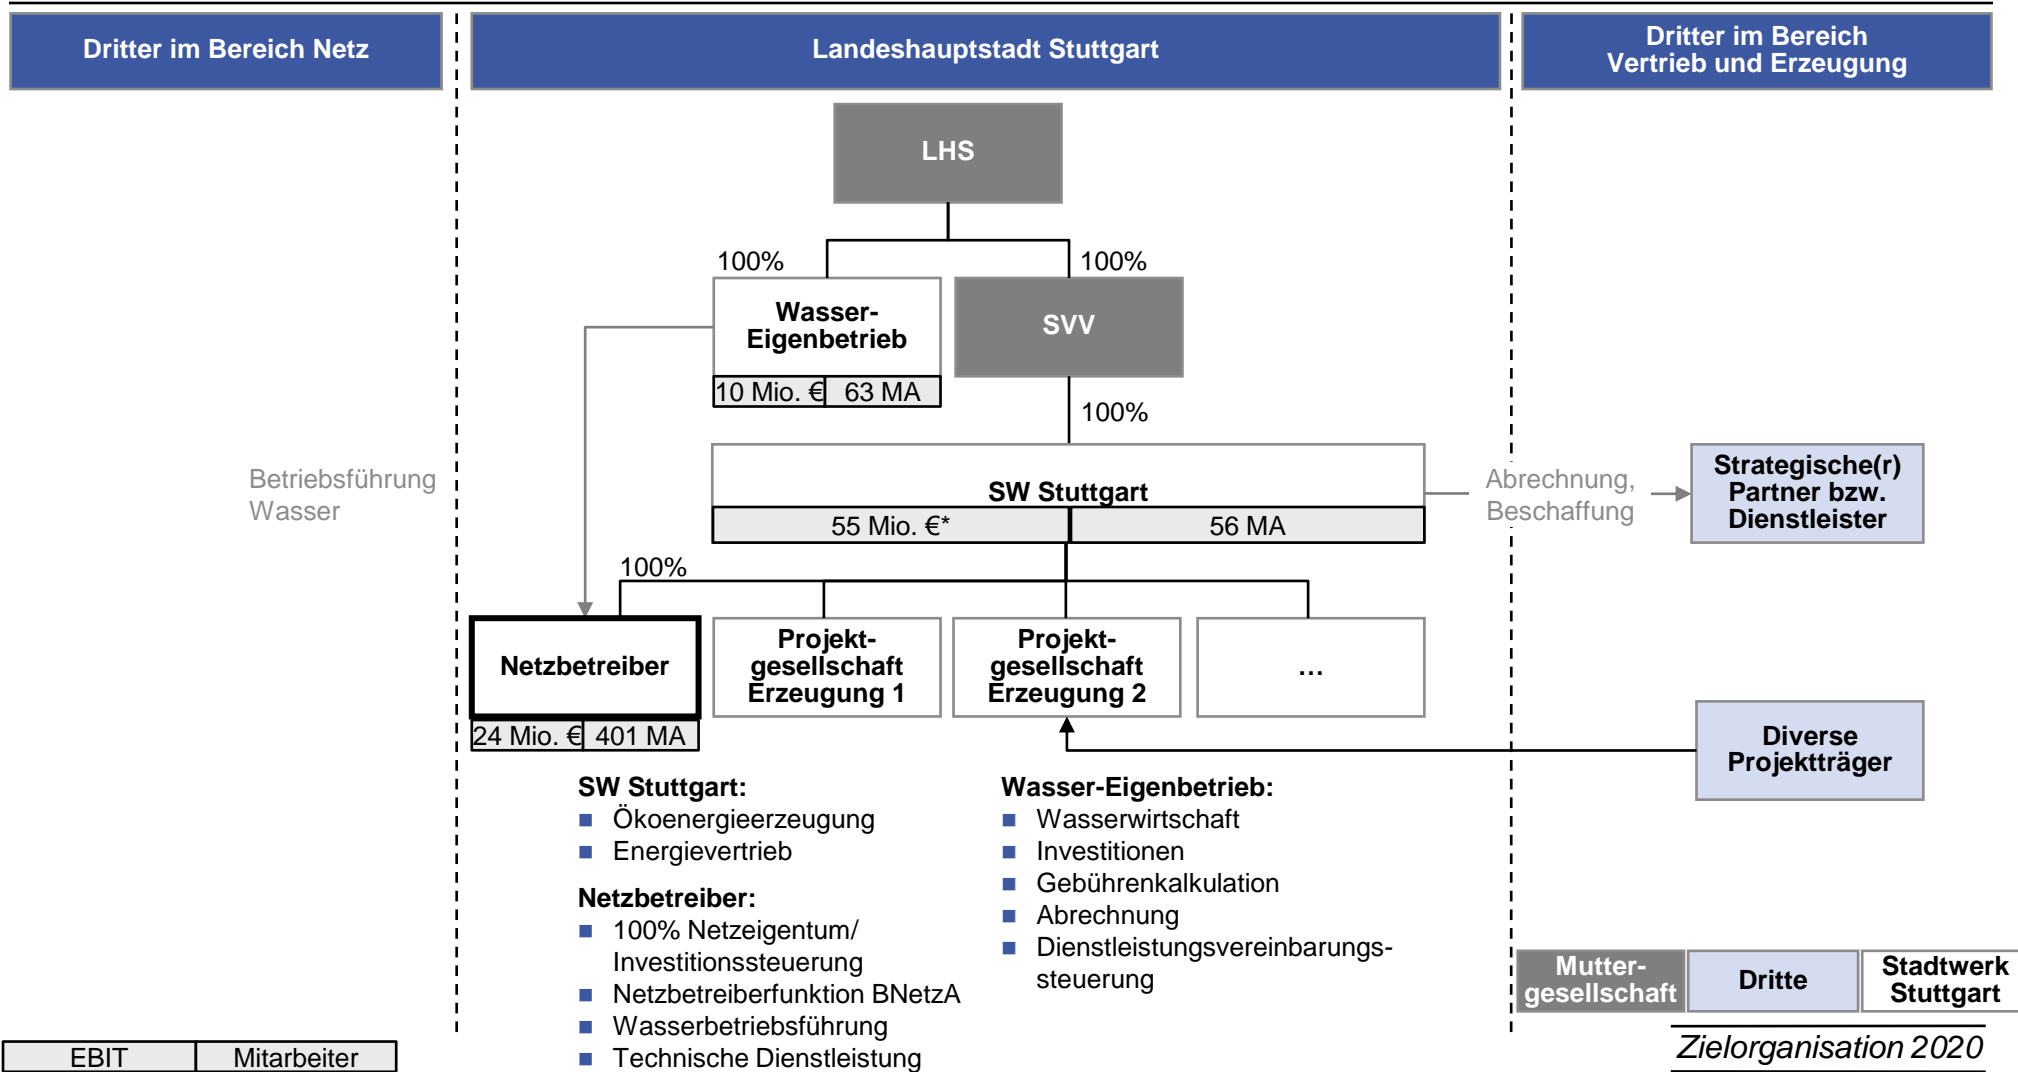 Dritter im Bereich Netz
Landeshauptstadt Stuttgart
Dritter im Bereich
Vertrieb und Erzeugung
LHS
100%
100%
Wasser-
Eigenbetrieb
SVV
10 Mio. €
63 MA
100%
Betriebsführung
Wasser
SW Stuttgart
55 Mio. €*
56 MA
Abrechnung,
Beschaffung
Strategische(r)
Partner bzw.
Dienstleister
100%
Netzbetreiber
Projekt-
gesellschaft
Erzeugung 1
Projekt-
gesellschaft
Erzeugung 2
...
24 Mio. €
401 MA
Diverse
Projektträger
SW Stuttgart:
Ökoenergieerzeugung
Energievertrieb
Netzbetreiber:
100% Netzeigentum/
Investitionssteuerung
Netzbetreiberfunktion BNetzA
Wasserbetriebsführung
Technische Dienstleistung
Wasser-Eigenbetrieb:
Wasserwirtschaft
Investitionen
Gebührenkalkulation
Abrechnung
Dienstleistungsvereinbarungs-
steuerung
Mutter-
gesellschaft
Dritte
Stadtwerk
Stuttgart
EBIT
Mitarbeiter
Zielorganisation 2020